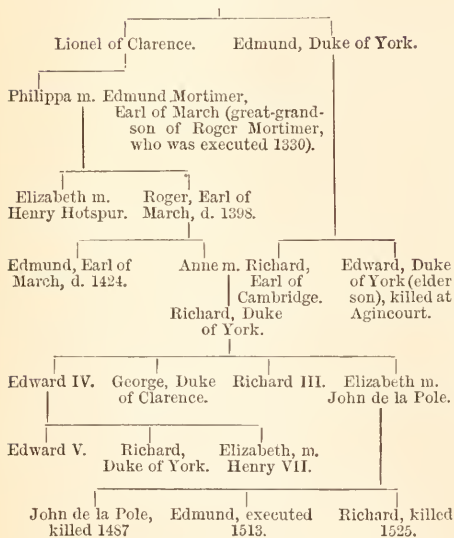 Lionel of Clarence. Edmund, Duke of York.
Philippa m. Edmund Mortimer,
Earl of March (great-grand-
son of Roger Mortimer,
who was executed 1330).
Elizabeth m.
Henry Hotspur.
Roger, Earl of
March, d. 1398.
Edmund, Earl of
March, d. 1424.
Anne m. Richard,
Earl of
Cambridge.
Edward, Duke
of York (elder
son), killed at
Agincourt.
Richard, Duke
of York.
Edward IV.
George, Duke
of Clarence.
Richard III.
Elizabeth m.
John de la Pole.
Edward V.
Richard,
Duke of York.
Elizabeth, m.
Henry VII.
John de la Pole,
killed 1487
Edmund, executed
1513.
Richard, killed
1525.